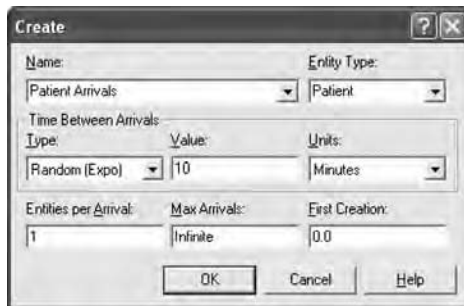 Create
Name: Entity Type:
Patient Arrivals Patient
Time Between Arrivals
Type: Value: Units:
Random (Expo) 10 Minutes
Entities per Arrival: Max Arrivals: First Creation:
1 Infinite 0.0
OK Cancel Help